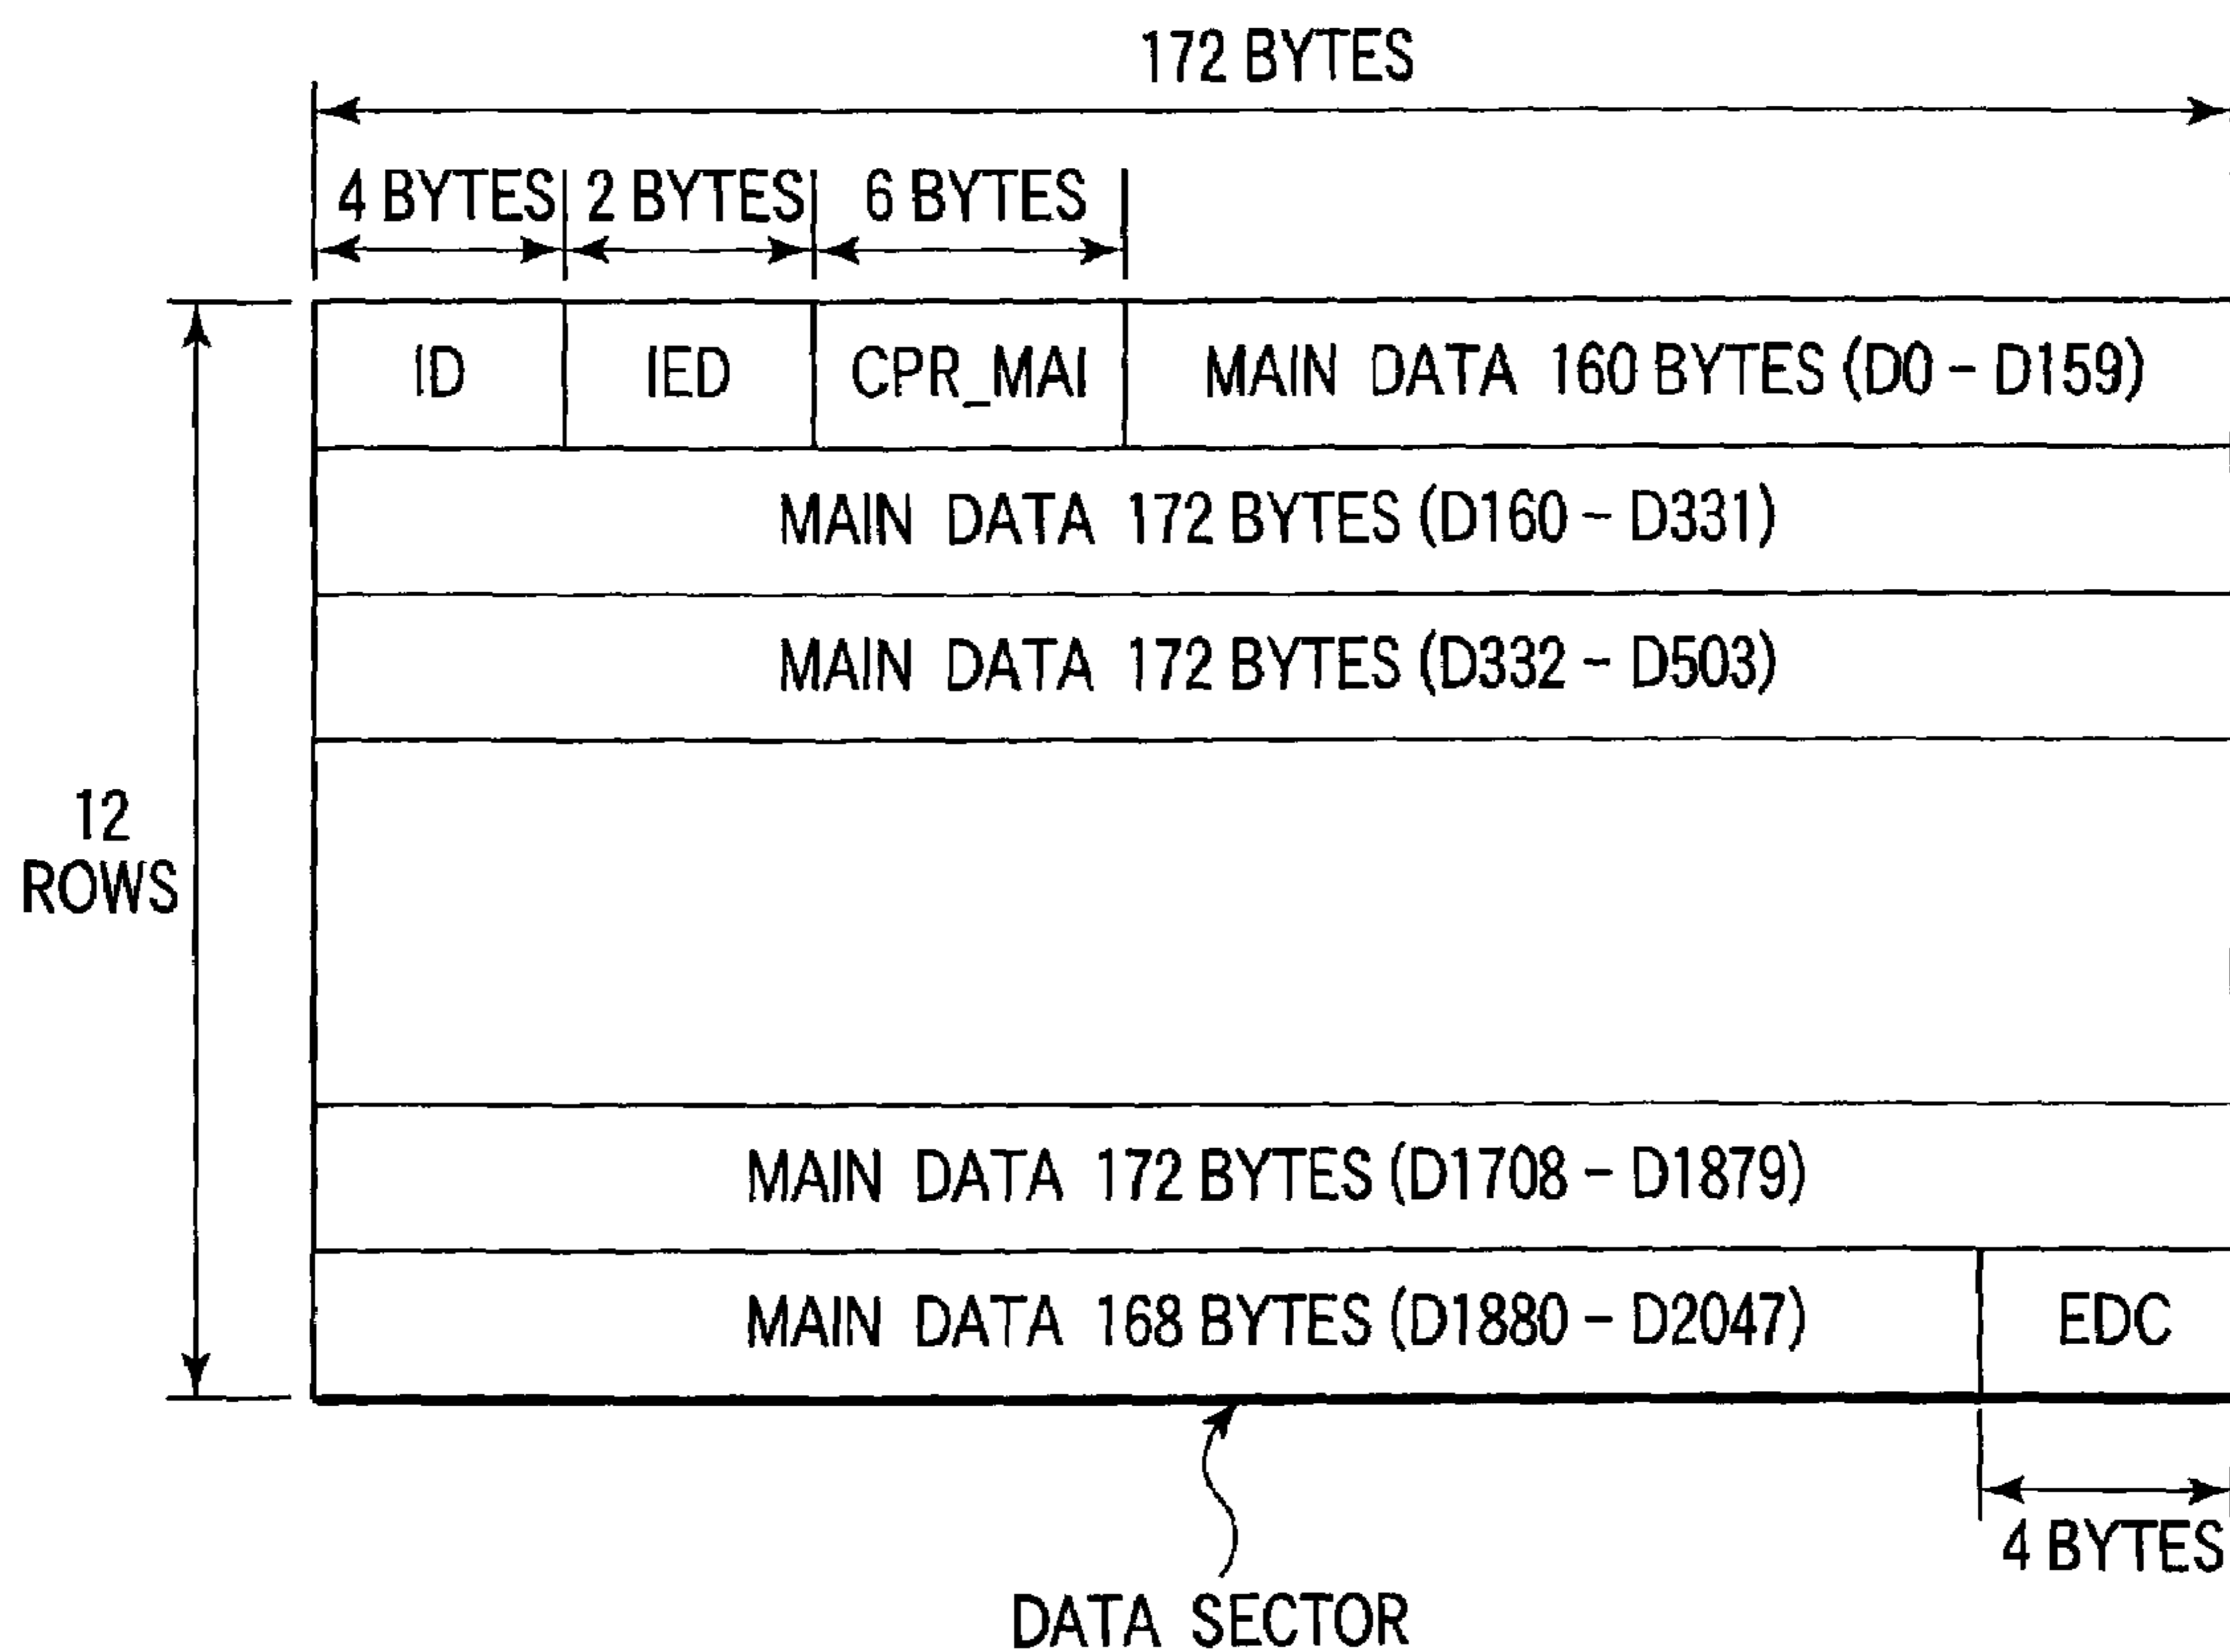 172 BYTES
4 BYTES 2 BYTES 6 BYTES
ID IED CPR_MAI MAIN DATA 160 BYTES (D0 – D159)
MAIN DATA 172 BYTES (D160 – D331)
MAIN DATA 172 BYTES (D332 – D503)
12
ROWS
MAIN DATA 172 BYTES (D1708 – D1879)
MAIN DATA 168 BYTES (D1880 – D2047) EDC
4 BYTES
DATA SECTOR